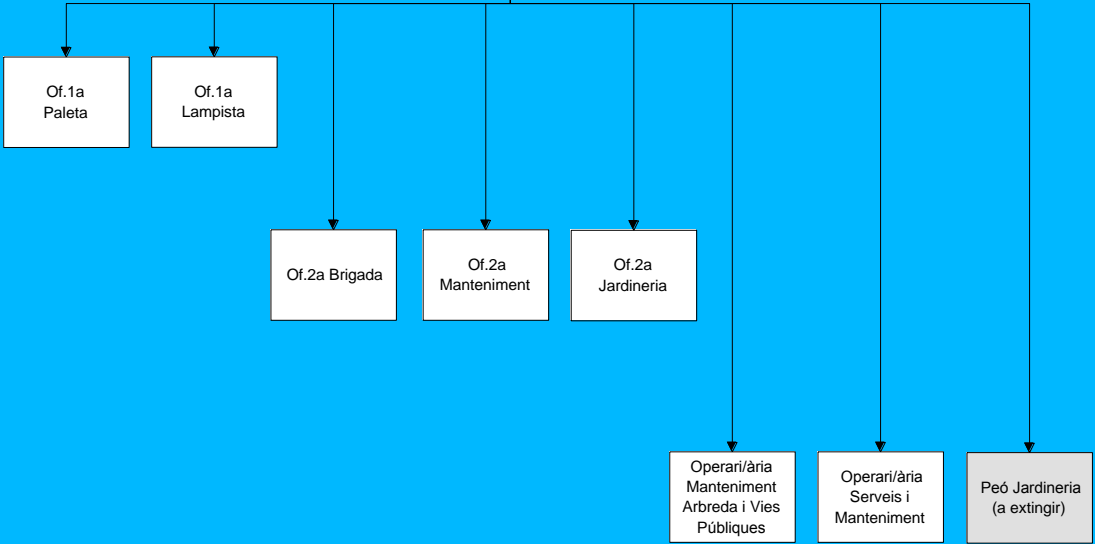 Of.1a
Paleta
Of.1a
Lampista
Of.2a Brigada
Of.2a
Manteniment
Of.2a
Jardineria
Operari/ària
Manteniment
Arbreda i Vies
Públiques
Operari/ària
Serveis i
Manteniment
Peó Jardineria
(a extingir)